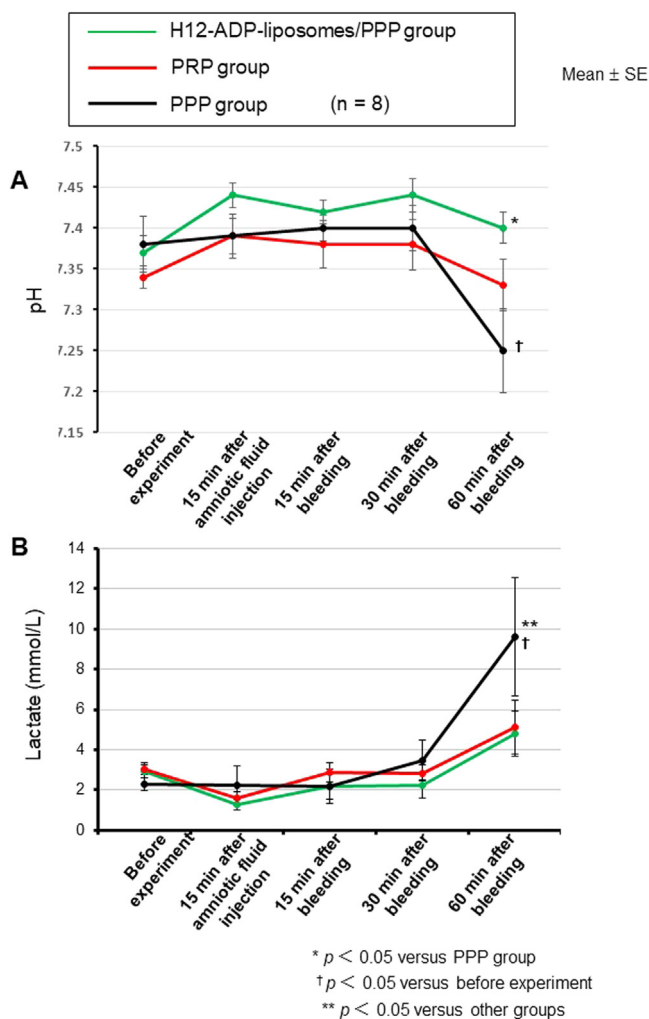 H12-ADP-liposomes/PPP group
PRP group
PPP group (n = 8)
Mean ± SE
A
pH
7.5
7.45
7.4
7.35
7.3
7.25
7.2
7.15
*
†
Before
experiment
15 min after
amniotic fluid
injection
15 min after
bleeding
30 min after
bleeding
60 min after
bleeding
B
Lactate (mmol/L)
14
12
10
8
6
4
2
0
**
†
Before
experiment
15 min after
amniotic fluid
injection
15 min after
bleeding
30 min after
bleeding
60 min after
bleeding
* p < 0.05 versus PPP group
† p < 0.05 versus before experiment
** p < 0.05 versus other groups